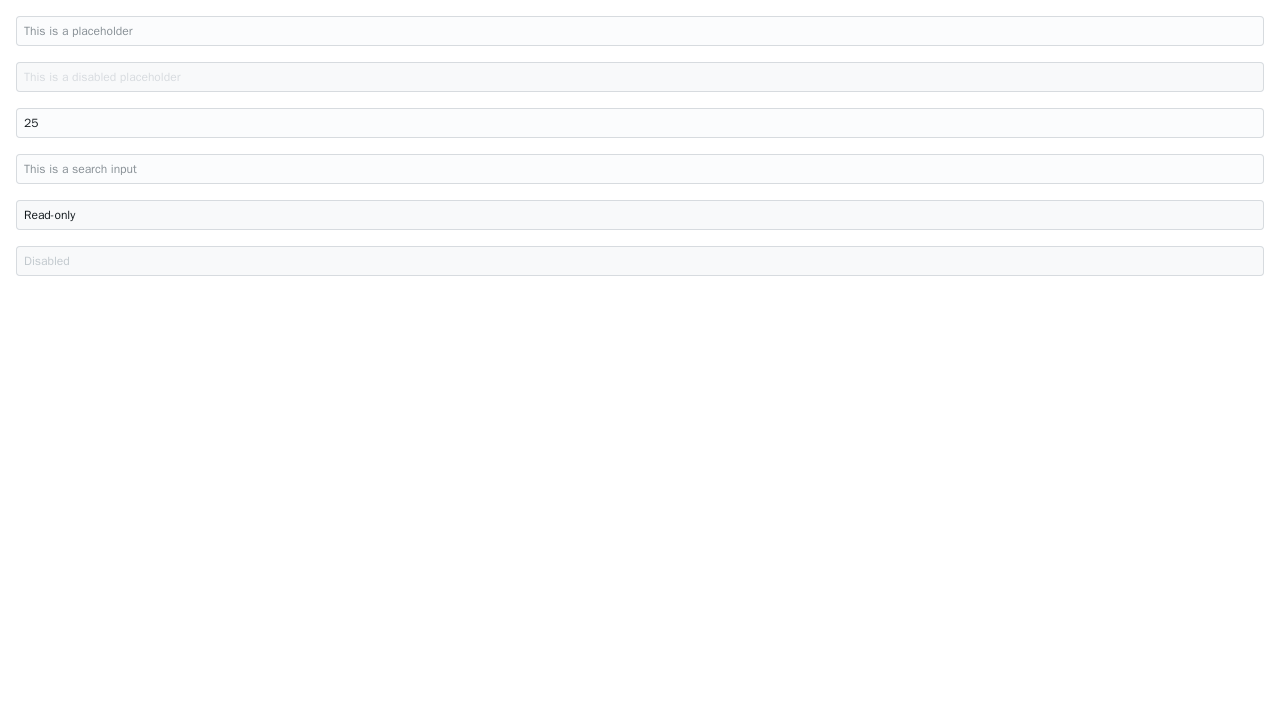 This is a placeholder
This is a disabled placeholder
25
This is a search input
Read-only
Disabled